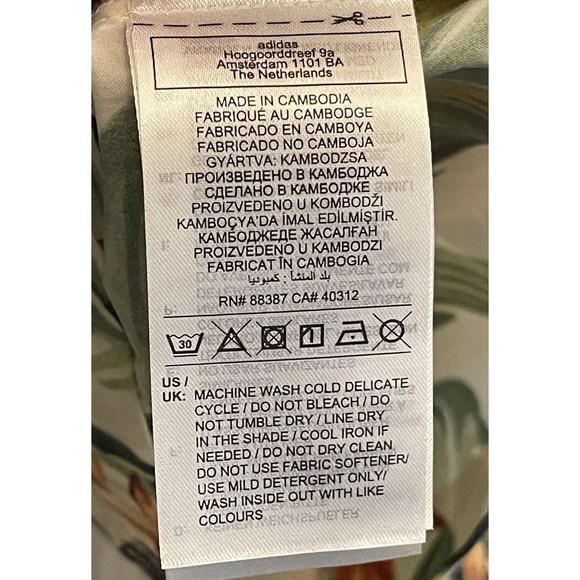 adidas
Hoogoorddreef 9a
Amsterdam 1101 BA
The Netherlands
MADE IN CAMBODIA
FABRIQUÉ AU CAMBODGE
FABRICADO EN CAMBOYA
FABRICADO NO CAMBOJA
GYÁRTVA: KAMBODZSA
ПРОИЗВЕДЕНО В КАМБОДЖА
СДЕЛАНО В КАМБОДЖЕ
PROIZVEDENO U KOMBODŽI
KAMBOÇYA'DA İMAL EDİLMİŞTİR.
КАМБОДЖЕДЕ ЖАСАЛҒАН
PROIZVEDENO U KAMBODZI
FABRICAT ÎN CAMBOGIA
بلد المنشأ : كمبوديا
RN# 88387 CA# 40312
30
US /
UK: MACHINE WASH COLD DELICATE
CYCLE / DO NOT BLEACH / DO
NOT TUMBLE DRY / LINE DRY
IN THE SHADE / COOL IRON IF
NEEDED / DO NOT DRY CLEAN
DO NOT USE FABRIC SOFTENER/
USE MILD DETERGENT ONLY/
WASH INSIDE OUT WITH LIKE
COLOURS